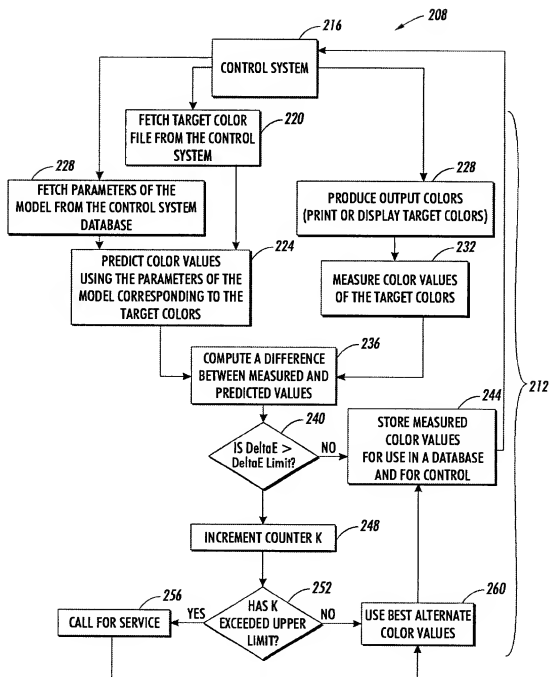 208
216
CONTROL SYSTEM
220
FETCH TARGET COLOR
FILE FROM THE CONTROL
SYSTEM
228
FETCH PARAMETERS OF THE
MODEL FROM THE CONTROL SYSTEM
DATABASE
228
PRODUCE OUTPUT COLORS
(PRINT OR DISPLAY TARGET COLORS)
224
PREDICT COLOR VALUES
USING THE PARAMETERS OF THE
MODEL CORRESPONDING TO THE
TARGET COLORS
232
MEASURE COLOR VALUES
OF THE TARGET COLORS
236
COMPUTE A DIFFERENCE
BETWEEN MEASURED AND
PREDICTED VALUES
212
240
IS DeltaE >
DeltaE Limit?
NO
244
STORE MEASURED
COLOR VALUES
FOR USE IN A DATABASE
AND FOR CONTROL
248
INCREMENT COUNTER K
252
HAS K
EXCEEDED UPPER
LIMIT?
YES
NO
256
CALL FOR SERVICE
260
USE BEST ALTERNATE
COLOR VALUES